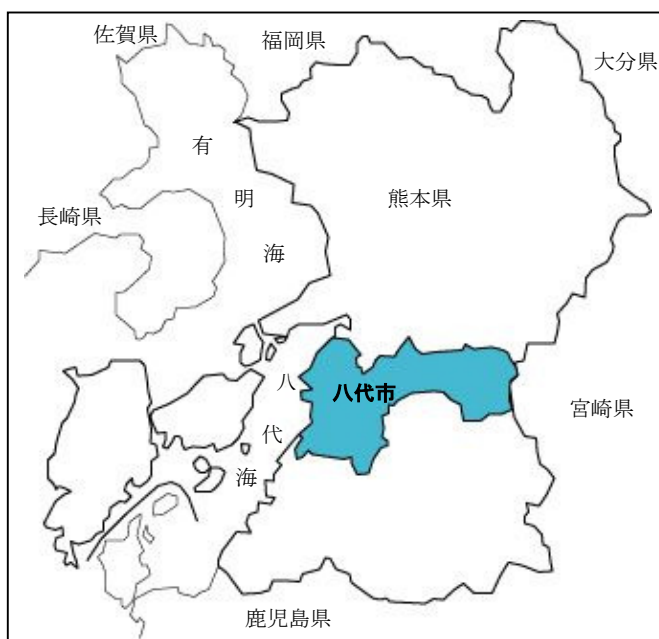 佐賀県
福岡県
大分県
有明海
長崎県
熊本県
八代市
八代海
宮崎県
鹿児島県